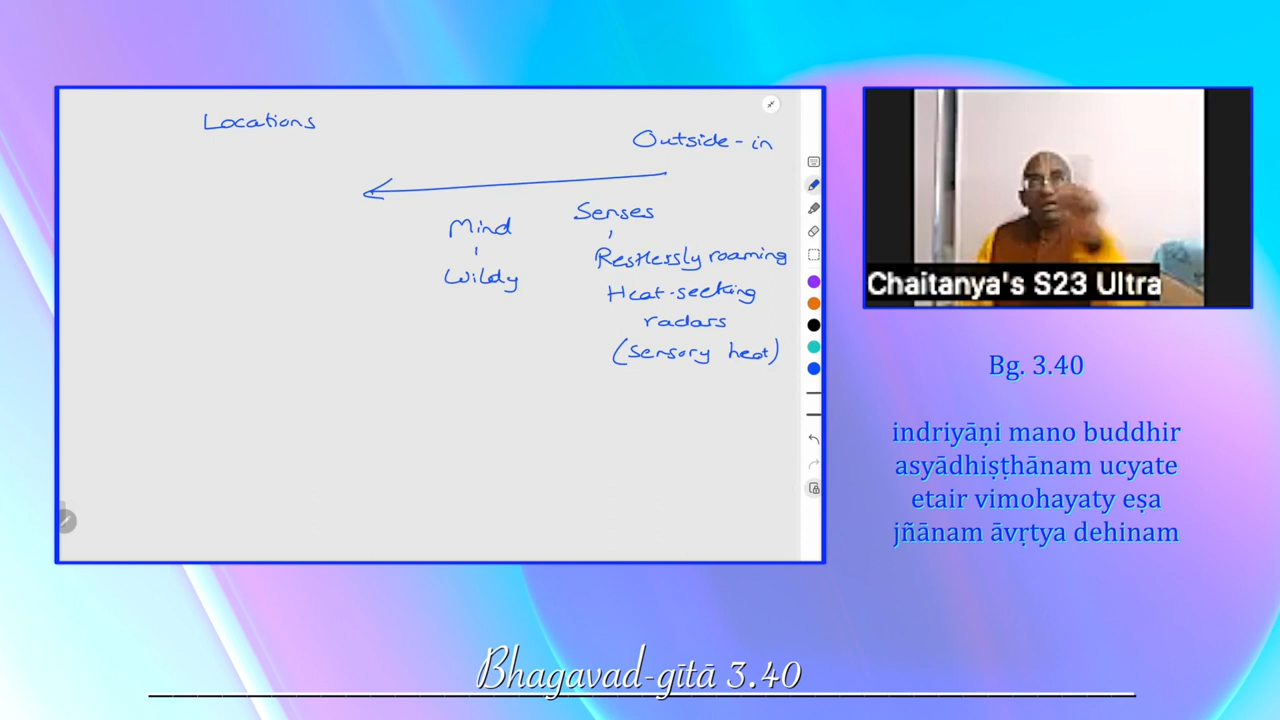 Locations
Outside-in
Mind
Wildy
Senses
Restlessly roaming
Heat-seeking
radars
(sensory heat)
Chaitanya's S23 Ultra
Bg. 3.40
indriyāṇi mano buddhir
asyādhiṣṭhānam ucyate
etair vimohayaty eṣa
jñānam āvṛtya dehinam
Bhagavad-gītā 3.40